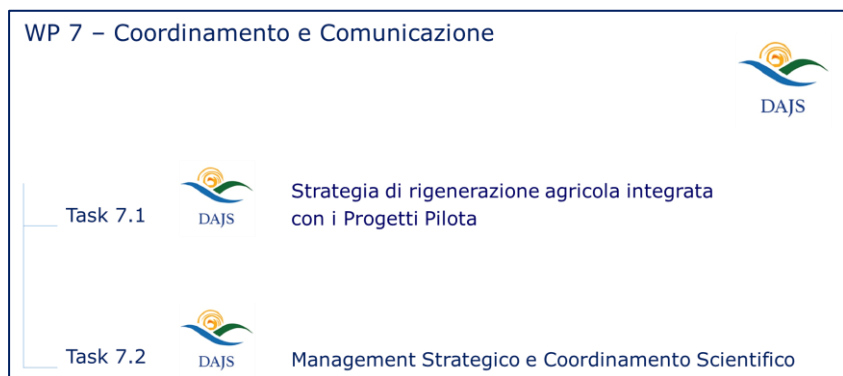 WP 7 – Coordinamento e Comunicazione
DAJS
Task 7.1
DAJS
Strategia di rigenerazione agricola integrata
con i Progetti Pilota
Task 7.2
DAJS
Management Strategico e Coordinamento Scientifico